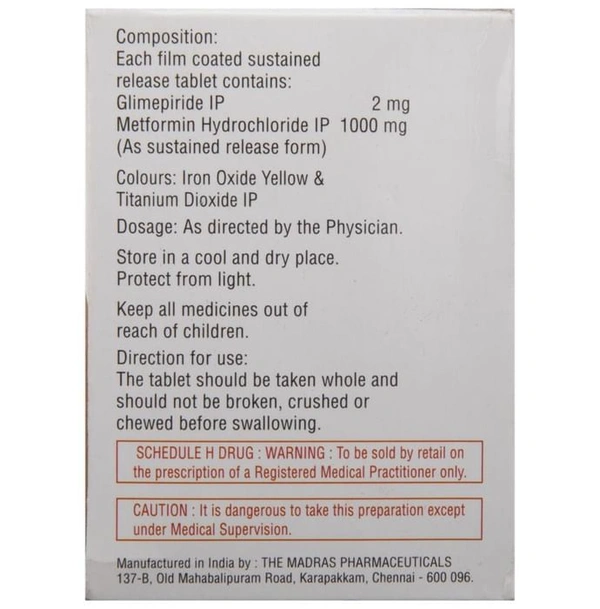 Composition:
Each film coated sustained
release tablet contains:
Glimepiride IP 2 mg
Metformin Hydrochloride IP 1000 mg
(As sustained release form)
Colours: Iron Oxide Yellow &
Titanium Dioxide IP
Dosage: As directed by the Physician.
Store in a cool and dry place.
Protect from light.
Keep all medicines out of
reach of children.
Direction for use:
The tablet should be taken whole and
should not be broken, crushed or
chewed before swallowing.
SCHEDULE H DRUG : WARNING : To be sold by retail on
the prescription of a Registered Medical Practitioner only.
CAUTION : It is dangerous to take this preparation except
under Medical Supervision.
Manufactured in India by : THE MADRAS PHARMACEUTICALS
137-B, Old Mahabalipuram Road, Karapakkam, Chennai - 600 096.